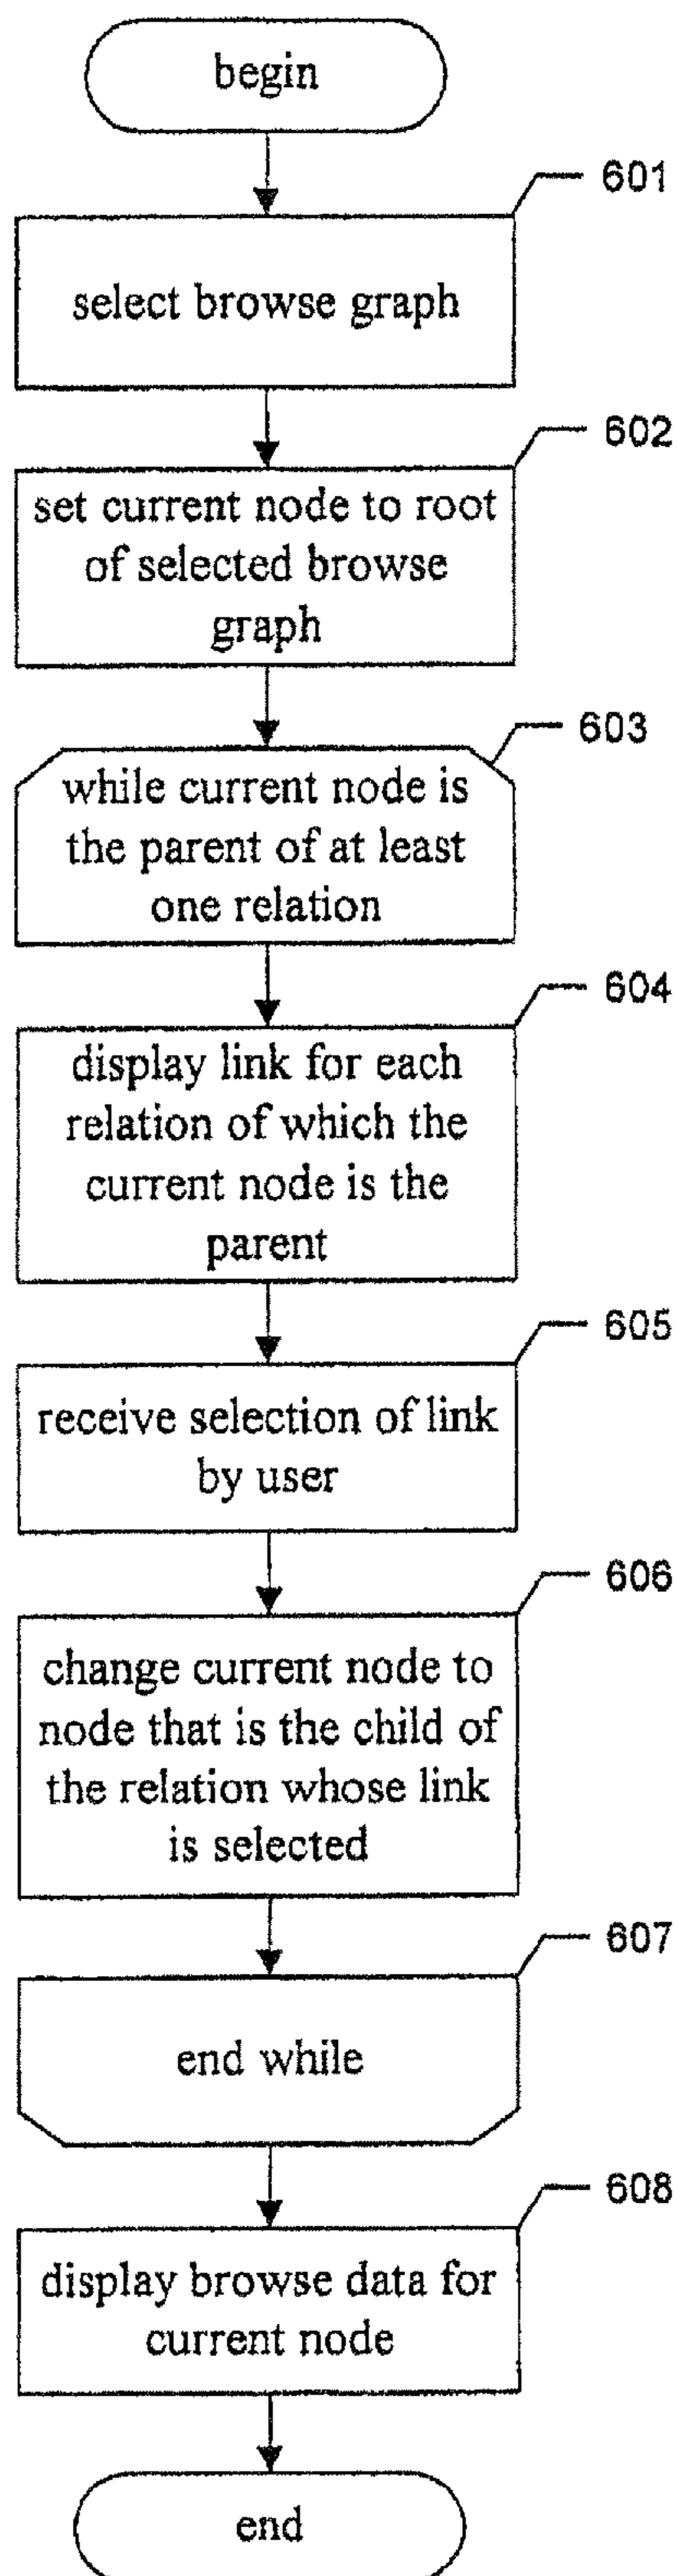 begin
601
select browse graph
602
set current node to root
of selected browse
graph
603
while current node is
the parent of at least
one relation
604
display link for each
relation of which the
current node is the
parent
605
receive selection of link
by user
606
change current node to
node that is the child of
the relation whose link
is selected
607
end while
608
display browse data for
current node
end